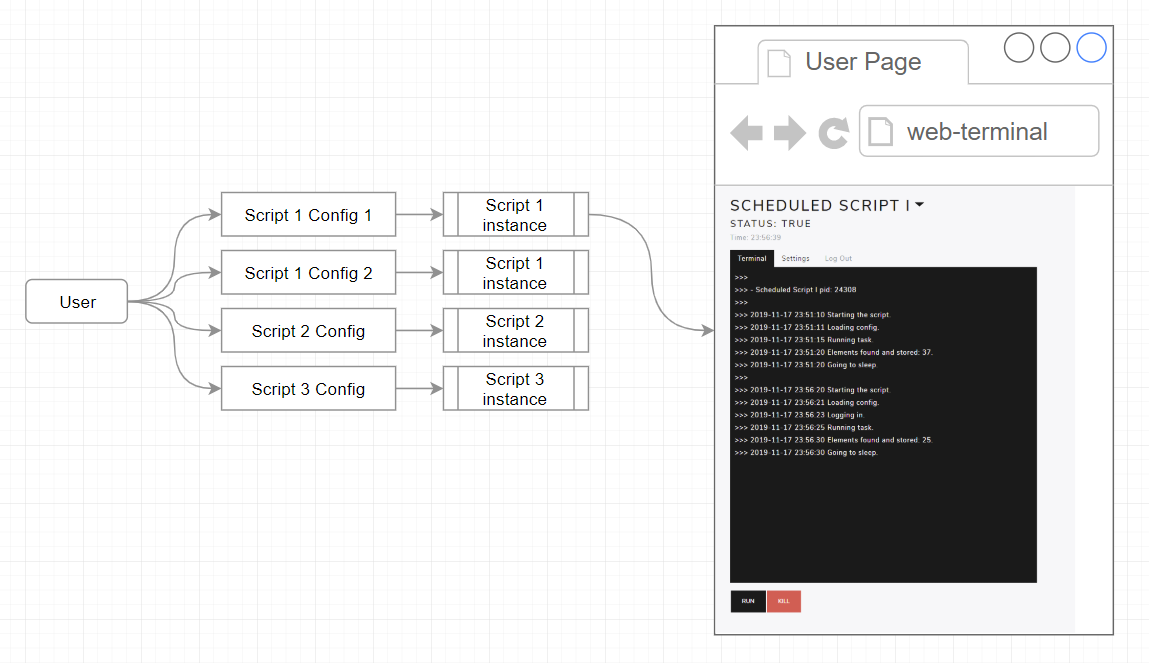 User
Script 1 Config 1
Script 1 Config 2
Script 2 Config
Script 3 Config
Script 1
instance
Script 1
instance
Script 2
instance
Script 3
instance
User Page
web-terminal
SCHEDULED SCRIPT I
STATUS: TRUE
Time: 23:56:39
Terminal Settings Log Out
>>>
>>> - Scheduled Script I pid: 24308
>>>
>>> 2019-11-17 23:51:10 Starting the script.
>>> 2019-11-17 23:51:11 Loading config.
>>> 2019-11-17 23:51:15 Running task.
>>> 2019-11-17 23:51:20 Elements found and stored: 37.
>>> 2019-11-17 23:51:20 Going to sleep.
>>>
>>> 2019-11-17 23:56:20 Starting the script.
>>> 2019-11-17 23:56:21 Loading config.
>>> 2019-11-17 23:56:23 Logging in.
>>> 2019-11-17 23:56:25 Running task.
>>> 2019-11-17 23:56:30 Elements found and stored: 25.
>>> 2019-11-17 23:56:30 Going to sleep.
RUN KILL